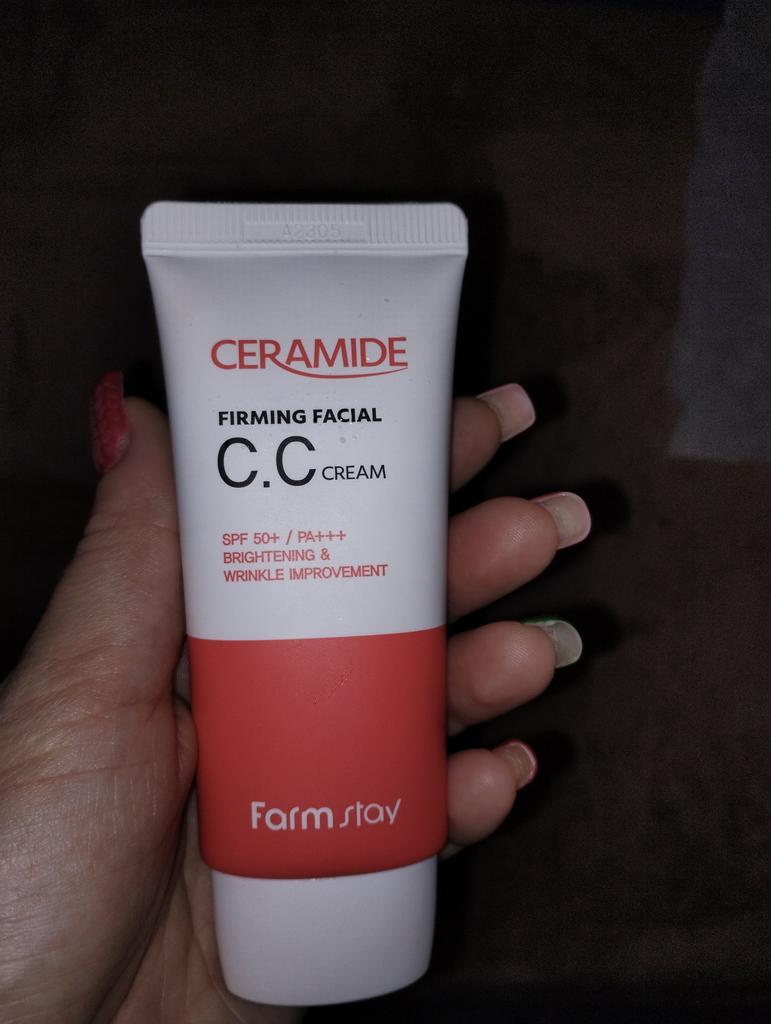 A2305
CERAMIDE
FIRMING FACIAL
C.C CREAM
SPF 50+ / PA+++
BRIGHTENING &
WRINKLE IMPROVEMENT
Farm stay